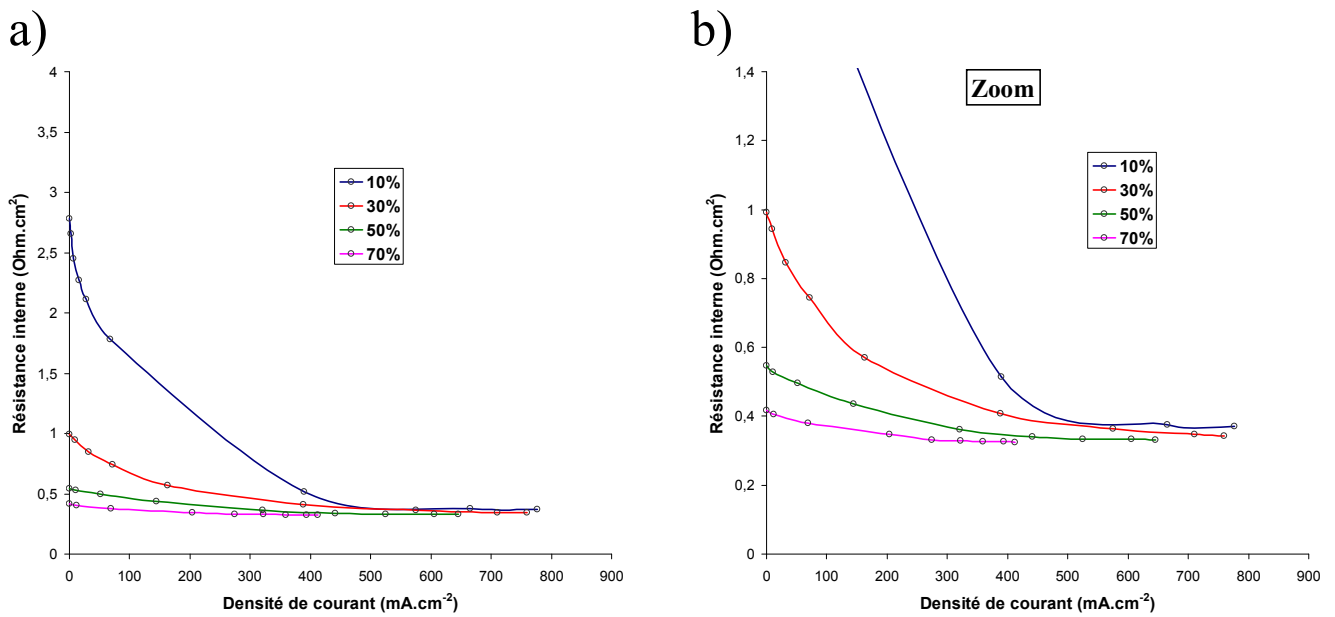 a)
4
3,5
3
2,5
2
1,5
1
0,5
0
Résistance interne (Ohm.cm²)
10%
30%
50%
70%
0 100 200 300 400 500 600 700 800 900
Densité de courant (mA.cm⁻²)
b)
Zoom
1,4
1,2
1
0,8
0,6
0,4
0,2
0
Résistance interne (Ohm.cm²)
10%
30%
50%
70%
0 100 200 300 400 500 600 700 800 900
Densité de courant (mA.cm⁻²)